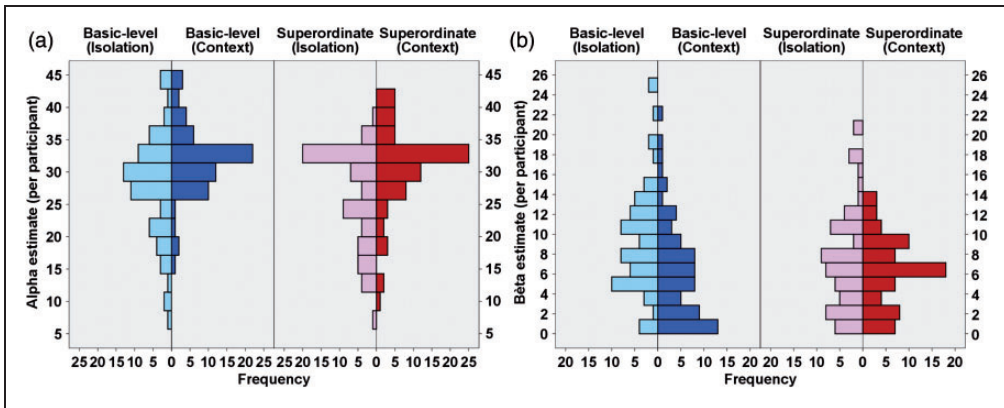 (a) Basic-level Basic-level Superordinate Superordinate
(Isolation) (Context) (Isolation) (Context)
45 45
40 40
35 35
30 30
25 25
20 20
15 15
10 10
5 5
Alpha estimate (per participant)
25 20 15 10 5 0 5 10 15 20 25 20 15 10 5 0 5 10 15 20 25
Frequency
(b) Basic-level Basic-level Superordinate Superordinate
(Isolation) (Context) (Isolation) (Context)
26 26
24 24
22 22
20 20
18 18
16 16
14 14
12 12
10 10
8 8
6 6
4 4
2 2
0 0
Beta estimate (per participant)
20 15 10 5 0 5 10 15 20 20 15 10 5 0 5 10 15 20
Frequency